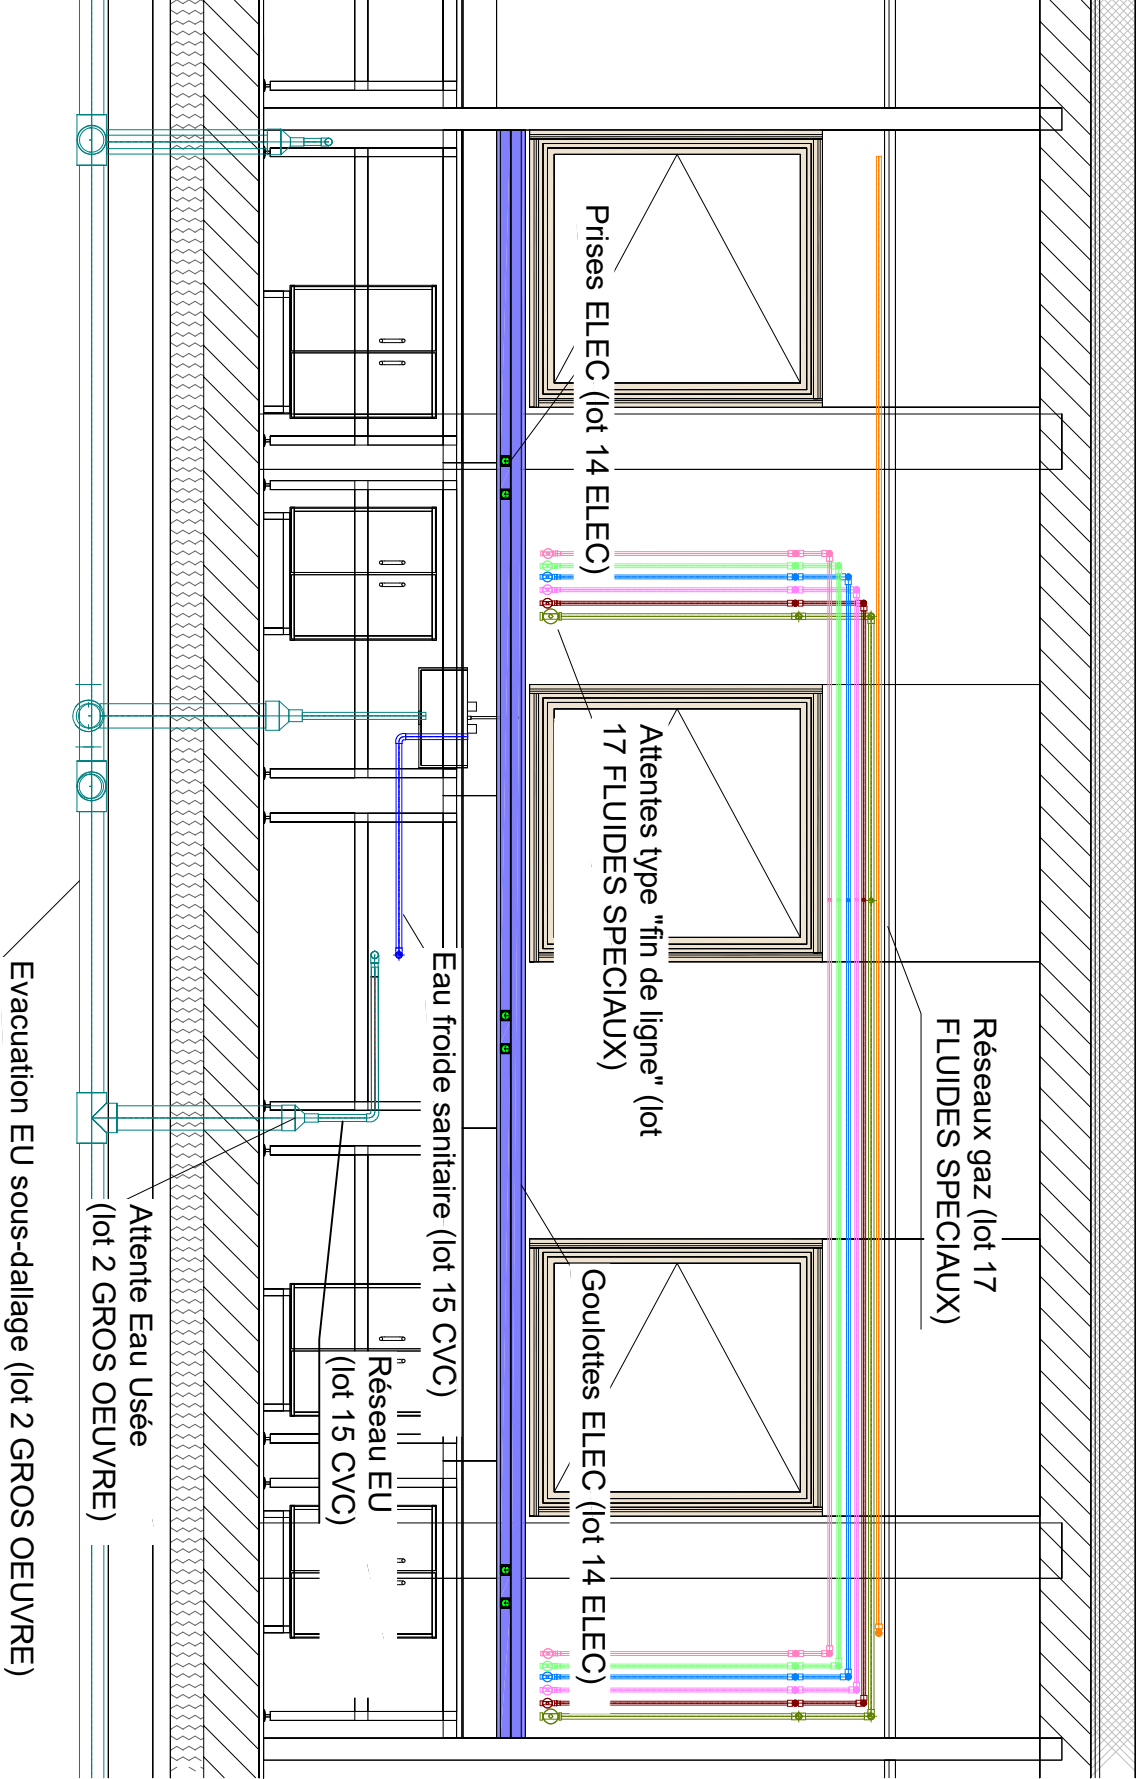 Réseaux gaz (lot 17
FLUIDES SPECIAUX)
Prises ELEC (lot 14 ELEC)
Attentes type "fin de ligne" (lot
17 FLUIDES SPECIAUX)
Goulottes ELEC (lot 14 ELEC)
Eau froide sanitaire (lot 15 CVC)
Réseau EU
(lot 15 CVC)
Attente Eau Usée
(lot 2 GROS OEUVRE)
Evacuation EU sous-dallage (lot 2 GROS OEUVRE)